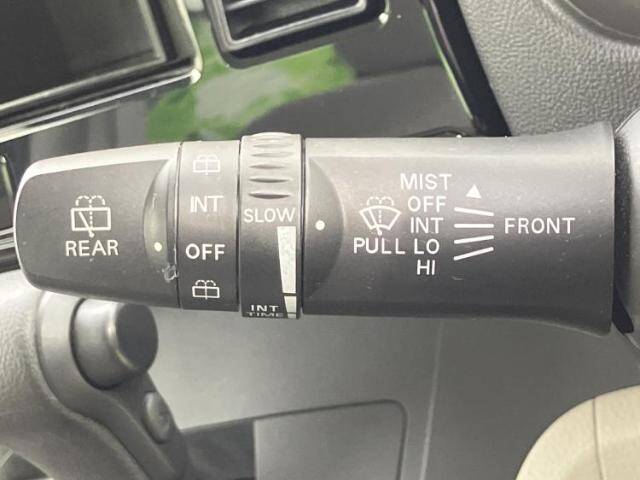 REAR
INT
OFF
SLOW
INT
TIME
MIST
OFF
INT
PULL LO
HI
FRONT